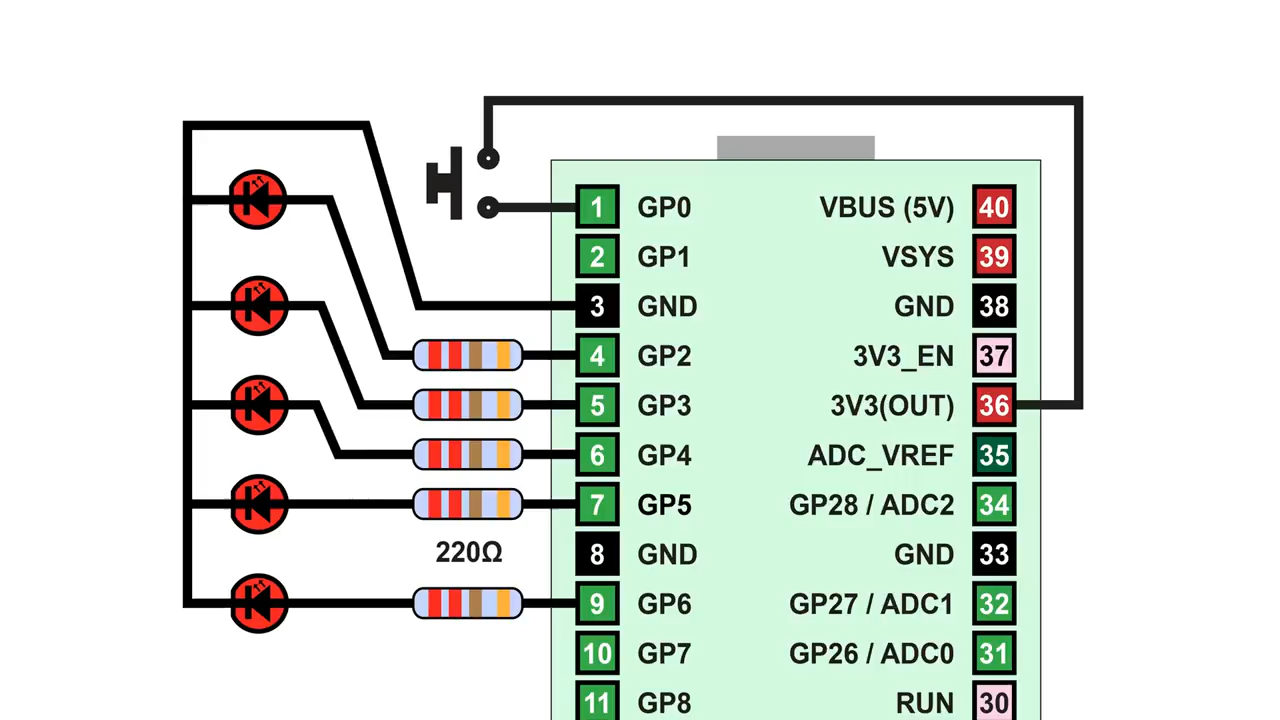 1 GP0 VBUS (5V) 40
2 GP1 VSYS 39
3 GND GND 38
4 GP2 3V3_EN 37
5 GP3 3V3(OUT) 36
6 GP4 ADC_VREF 35
7 GP5 GP28 / ADC2 34
220Ω 8 GND GND 33
9 GP6 GP27 / ADC1 32
10 GP7 GP26 / ADC0 31
11 GP8 RUN 30